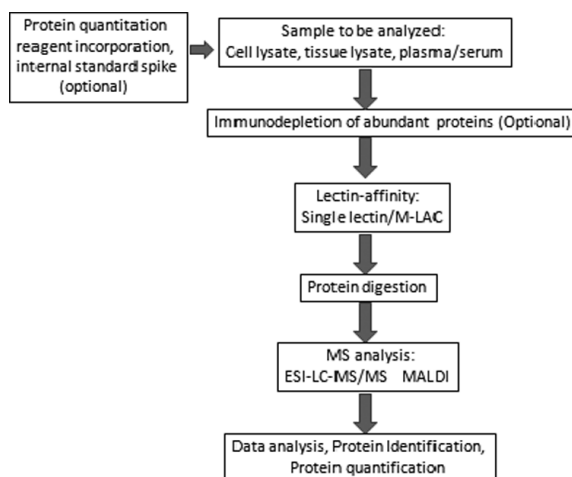 Protein quantitation
reagent incorporation,
internal standard spike
(optional)
Sample to be analyzed:
Cell lysate, tissue lysate, plasma/serum
Immunodepletion of abundant proteins (Optional)
Lectin-affinity:
Single lectin/M-LAC
Protein digestion
MS analysis:
ESI-LC-MS/MS MALDI
Data analysis, Protein Identification,
Protein quantification